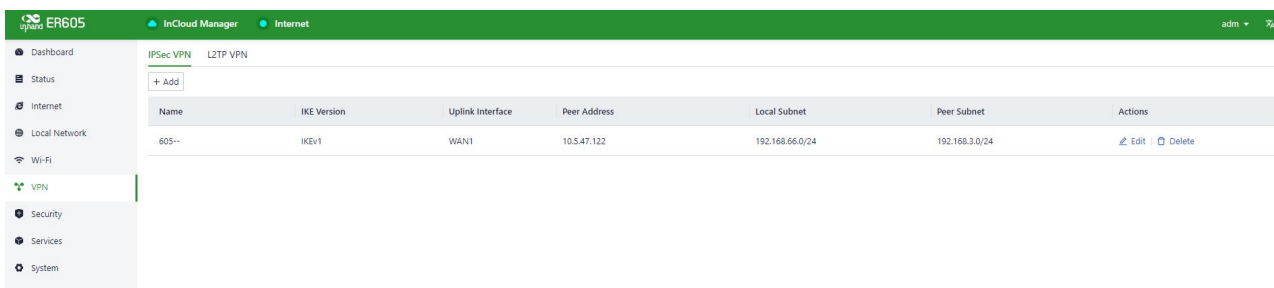 inhand ER605 InCloud Manager Internet adm
Dashboard
Status
Internet
Local Network
Wi-Fi
VPN
Security
Services
System
IPSec VPN L2TP VPN
+ Add
Name IKE Version Uplink Interface Peer Address Local Subnet Peer Subnet Actions
605-- IKEv1 WAN1 10.5.47.122 192.168.66.0/24 192.168.3.0/24 Edit Delete